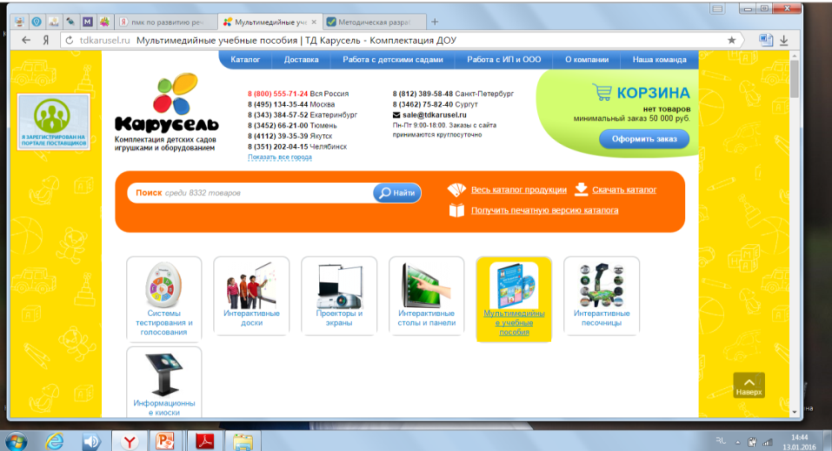 лмк по развитию реч
Мультимедийные уче
Методическая разраб
tdkarusel.ru Мультимедийные учебные пособия | ТД Карусель - Комплектация ДОУ
Каталог Доставка Работа с детскими садами Работа с ИП и ООО О компании Наша команда
Я ЗАРЕГИСТРИРОВАН НА
ПОРТАЛЕ ПОСТАВЩИКОВ
Карусель
Комплектация детских садов
игрушками и оборудованием
8 (800) 555-71-24 Вся Россия
8 (495) 134-35-44 Москва
8 (343) 384-57-52 Екатеринбург
8 (3452) 66-21-00 Тюмень
8 (4112) 39-35-39 Якутск
8 (351) 202-04-15 Челябинск
Показать все города
8 (812) 389-58-48 Санкт-Петербург
8 (3462) 75-82-40 Сургут
sale@tdkarusel.ru
Пн-Пт 9:00-18:00. Заказы с сайта
принимаются круглосуточно
КОРЗИНА
нет товаров
минимальный заказ 50 000 руб.
Оформить заказ
Поиск среди 8332 товаров
Найти
Весь каталог продукции
Скачать каталог
Получить печатную версию каталога
Системы
тестирования и
голосования
Интерактивные
доски
Проекторы и
экраны
Интерактивные
столы и панели
Мультимедийны
е учебные
пособия
Интерактивные
песочницы
Информационны
е киоски
Наверх
14:44
13.01.2016